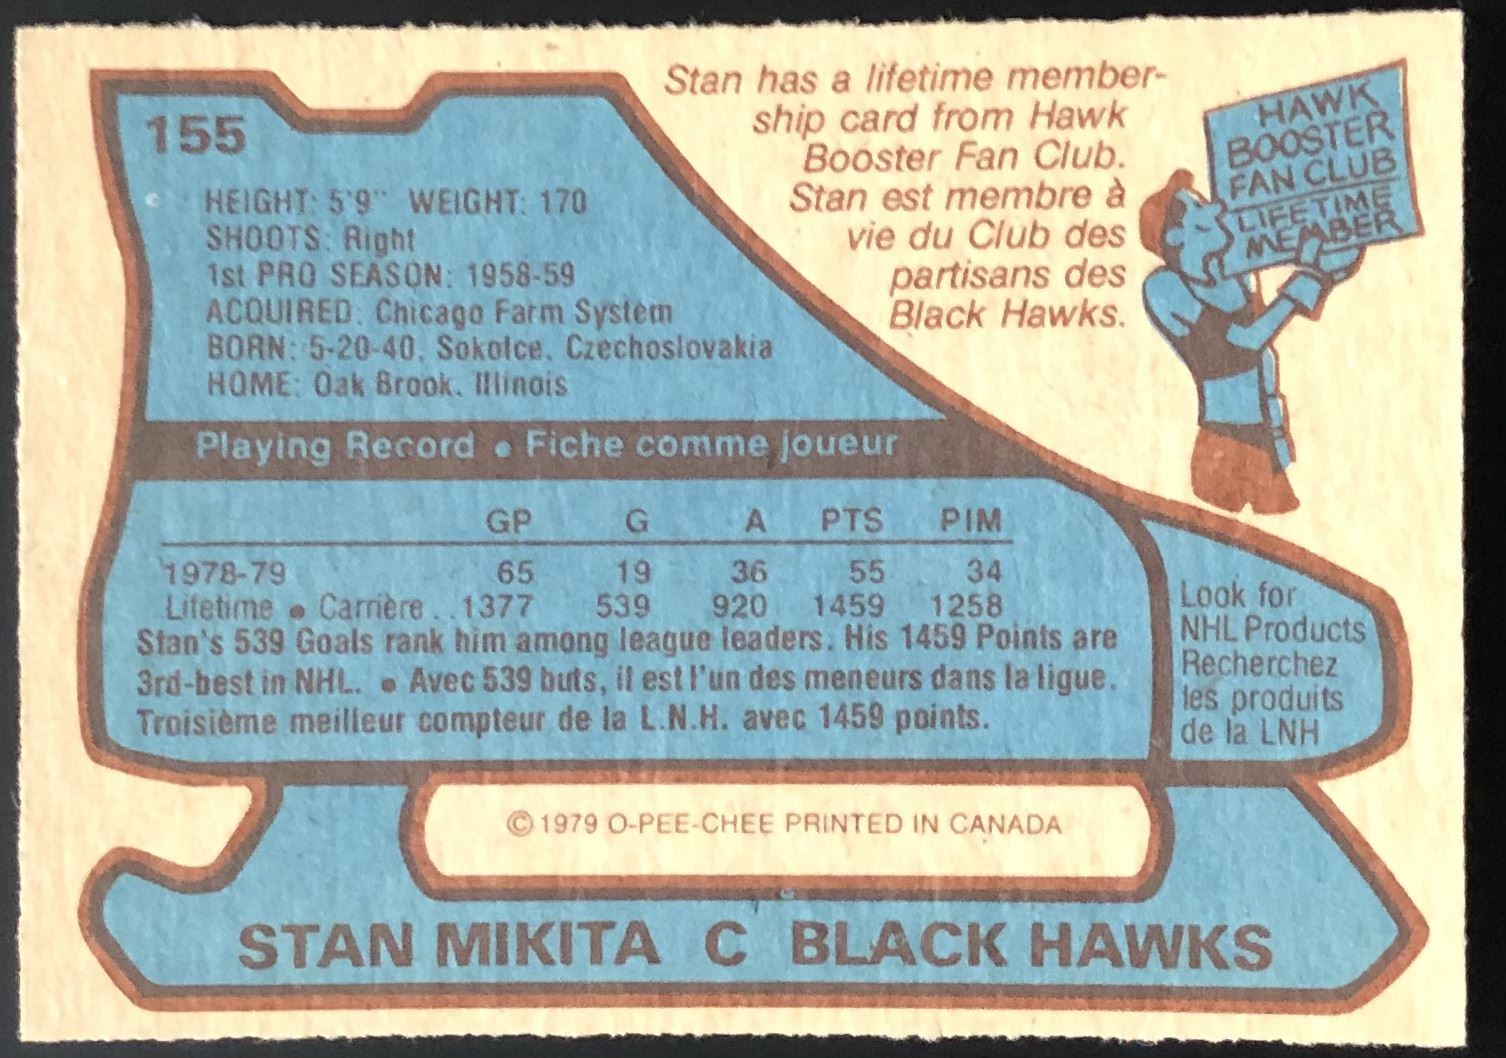 155
HEIGHT: 5'9" WEIGHT: 170
SHOOTS: Right
1st PRO SEASON: 1958-59
ACQUIRED: Chicago Farm System
BORN: 5-20-40, Sokolce, Czechoslovakia
HOME: Oak Brook, Illinois
Stan has a lifetime member-
ship card from Hawk
Booster Fan Club.
Stan est membre à
vie du Club des
partisans des
Black Hawks.
HAWK
BOOSTER
FAN CLUB
LIFETIME
MEMBER
Playing Record • Fiche comme joueur
GP G A PTS PIM
1978-79 65 19 36 55 34
Lifetime • Carrière .. 1377 539 920 1459 1258
Stan's 539 Goals rank him among league leaders. His 1459 Points are
3rd-best in NHL. • Avec 539 buts, il est l'un des meneurs dans la ligue.
Troisième meilleur compteur de la L.N.H. avec 1459 points.
Look for
NHL Products
Recherchez
les produits
de la LNH
© 1979 O-PEE-CHEE PRINTED IN CANADA
STAN MIKITA C BLACK HAWKS